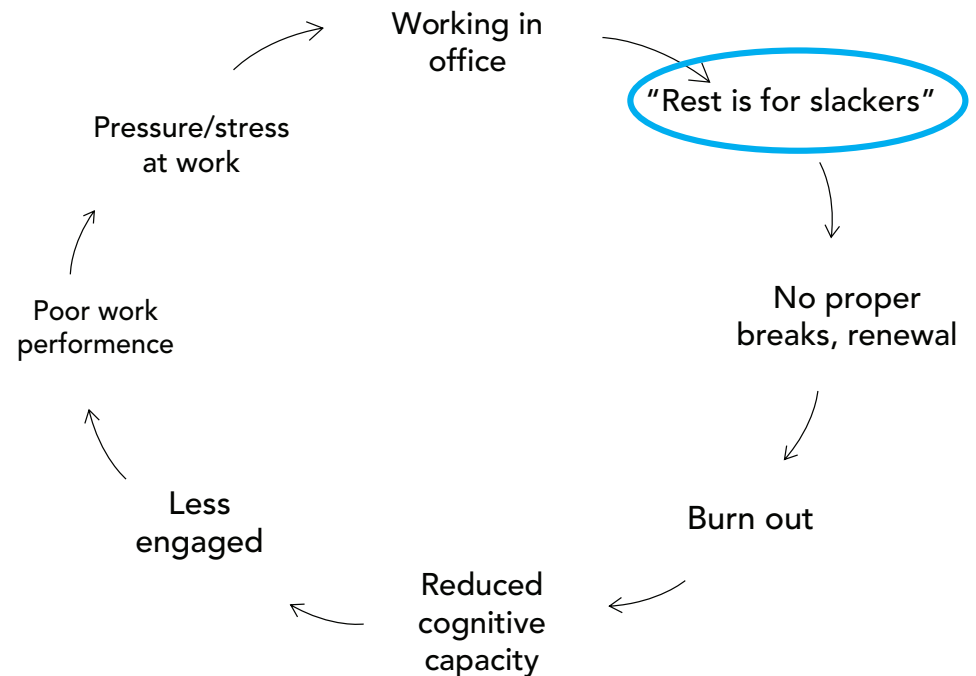 Working in
office
“Rest is for slackers”
No proper
breaks, renewal
Burn out
Reduced
cognitive
capacity
Less
engaged
Poor work
performence
Pressure/stress
at work